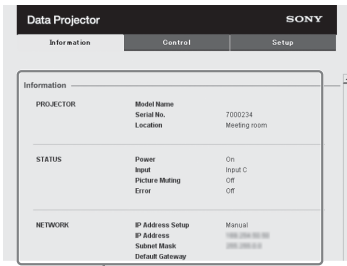 Data Projector
SONY
Information Control Setup
Information
PROJECTOR Model Name
Serial No. 7000234
Location Meeting room
STATUS Power On
Input Input C
Picture Muting Off
Error Off
NETWORK IP Address Setup Manual
IP Address
Subnet Mask
Default Gateway